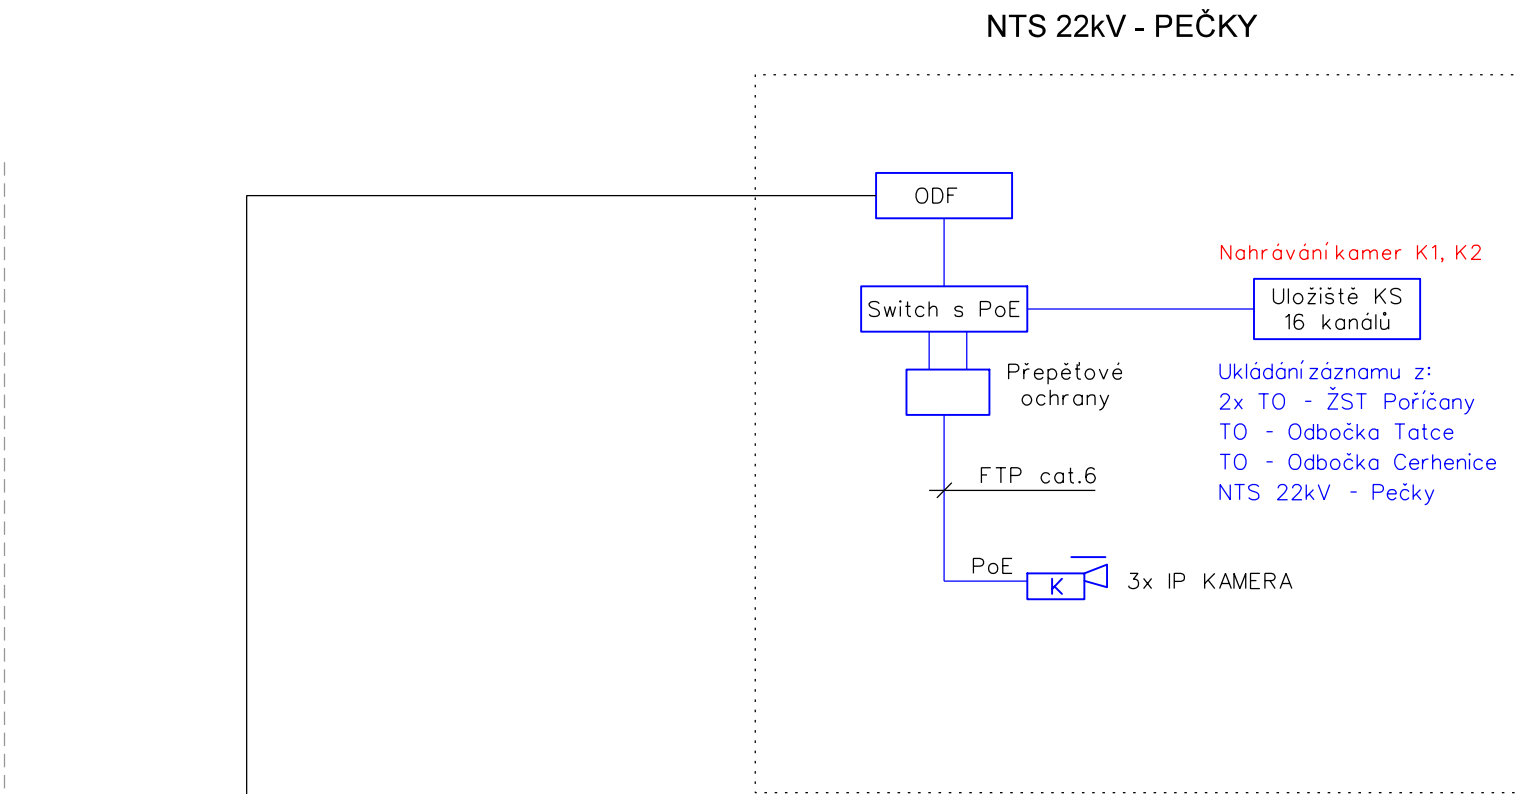 NTS 22kV - PEČKY
ODF
Nahrávání kamer K1, K2
Uložiště KS
16 kanálů
Switch s PoE
Přepěťové
ochrany
Ukládání záznamu z:
2x TO - ŽST Poříčany
TO - Odbočka Tatce
TO - Odbočka Cerhenice
NTS 22kV - Pečky
FTP cat.6
PoE
K
3x IP KAMERA